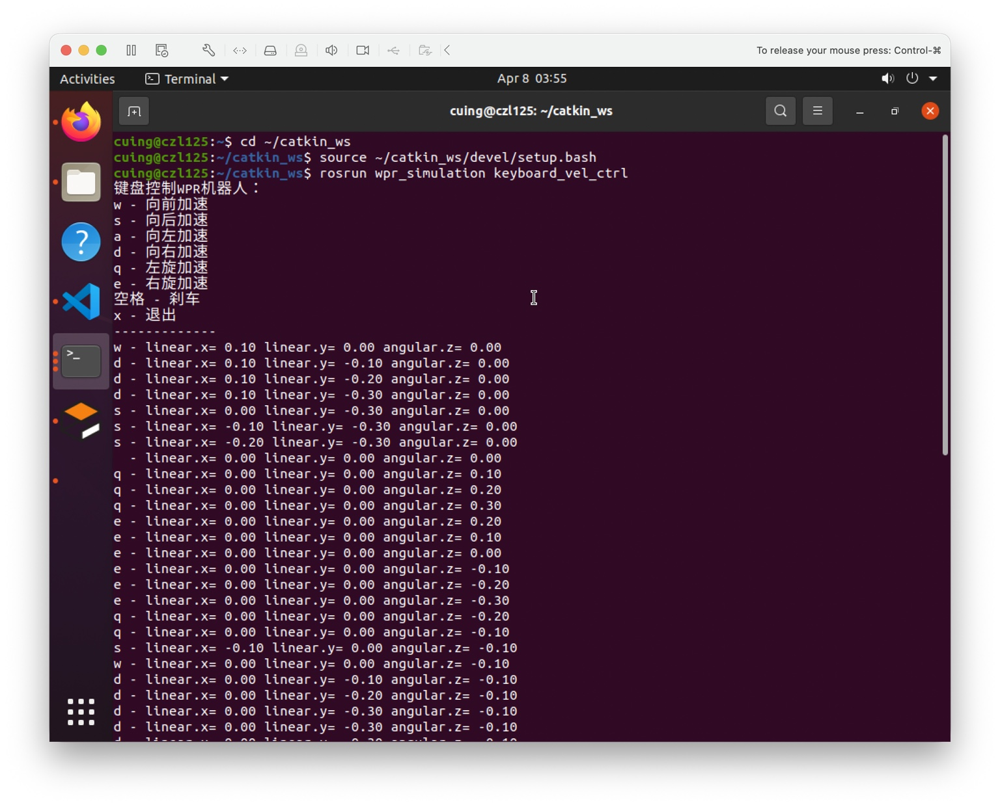 To release your mouse press: Control-⌘
Activities Terminal Apr 8 03:55
cuing@czl125: ~/catkin_ws
cuing@czl125:~$ cd ~/catkin_ws
cuing@czl125:~/catkin_ws$ source ~/catkin_ws/devel/setup.bash
cuing@czl125:~/catkin_ws$ rosrun wpr_simulation keyboard_vel_ctrl
键盘控制WPR机器人：
w - 向前加速
s - 向后加速
a - 向左加速
d - 向右加速
q - 左旋加速
e - 右旋加速
空格 - 刹车
x - 退出
-------------
w - linear.x= 0.10 linear.y= 0.00 angular.z= 0.00
d - linear.x= 0.10 linear.y= -0.10 angular.z= 0.00
d - linear.x= 0.10 linear.y= -0.20 angular.z= 0.00
d - linear.x= 0.10 linear.y= -0.30 angular.z= 0.00
s - linear.x= 0.00 linear.y= -0.30 angular.z= 0.00
s - linear.x= -0.10 linear.y= -0.30 angular.z= 0.00
s - linear.x= -0.20 linear.y= -0.30 angular.z= 0.00
  - linear.x= 0.00 linear.y= 0.00 angular.z= 0.00
q - linear.x= 0.00 linear.y= 0.00 angular.z= 0.10
q - linear.x= 0.00 linear.y= 0.00 angular.z= 0.20
q - linear.x= 0.00 linear.y= 0.00 angular.z= 0.30
e - linear.x= 0.00 linear.y= 0.00 angular.z= 0.20
e - linear.x= 0.00 linear.y= 0.00 angular.z= 0.10
e - linear.x= 0.00 linear.y= 0.00 angular.z= 0.00
e - linear.x= 0.00 linear.y= 0.00 angular.z= -0.10
e - linear.x= 0.00 linear.y= 0.00 angular.z= -0.20
e - linear.x= 0.00 linear.y= 0.00 angular.z= -0.30
q - linear.x= 0.00 linear.y= 0.00 angular.z= -0.20
q - linear.x= 0.00 linear.y= 0.00 angular.z= -0.10
s - linear.x= -0.10 linear.y= 0.00 angular.z= -0.10
w - linear.x= 0.00 linear.y= 0.00 angular.z= -0.10
d - linear.x= 0.00 linear.y= -0.10 angular.z= -0.10
d - linear.x= 0.00 linear.y= -0.20 angular.z= -0.10
d - linear.x= 0.00 linear.y= -0.30 angular.z= -0.10
d - linear.x= 0.00 linear.y= -0.30 angular.z= -0.10